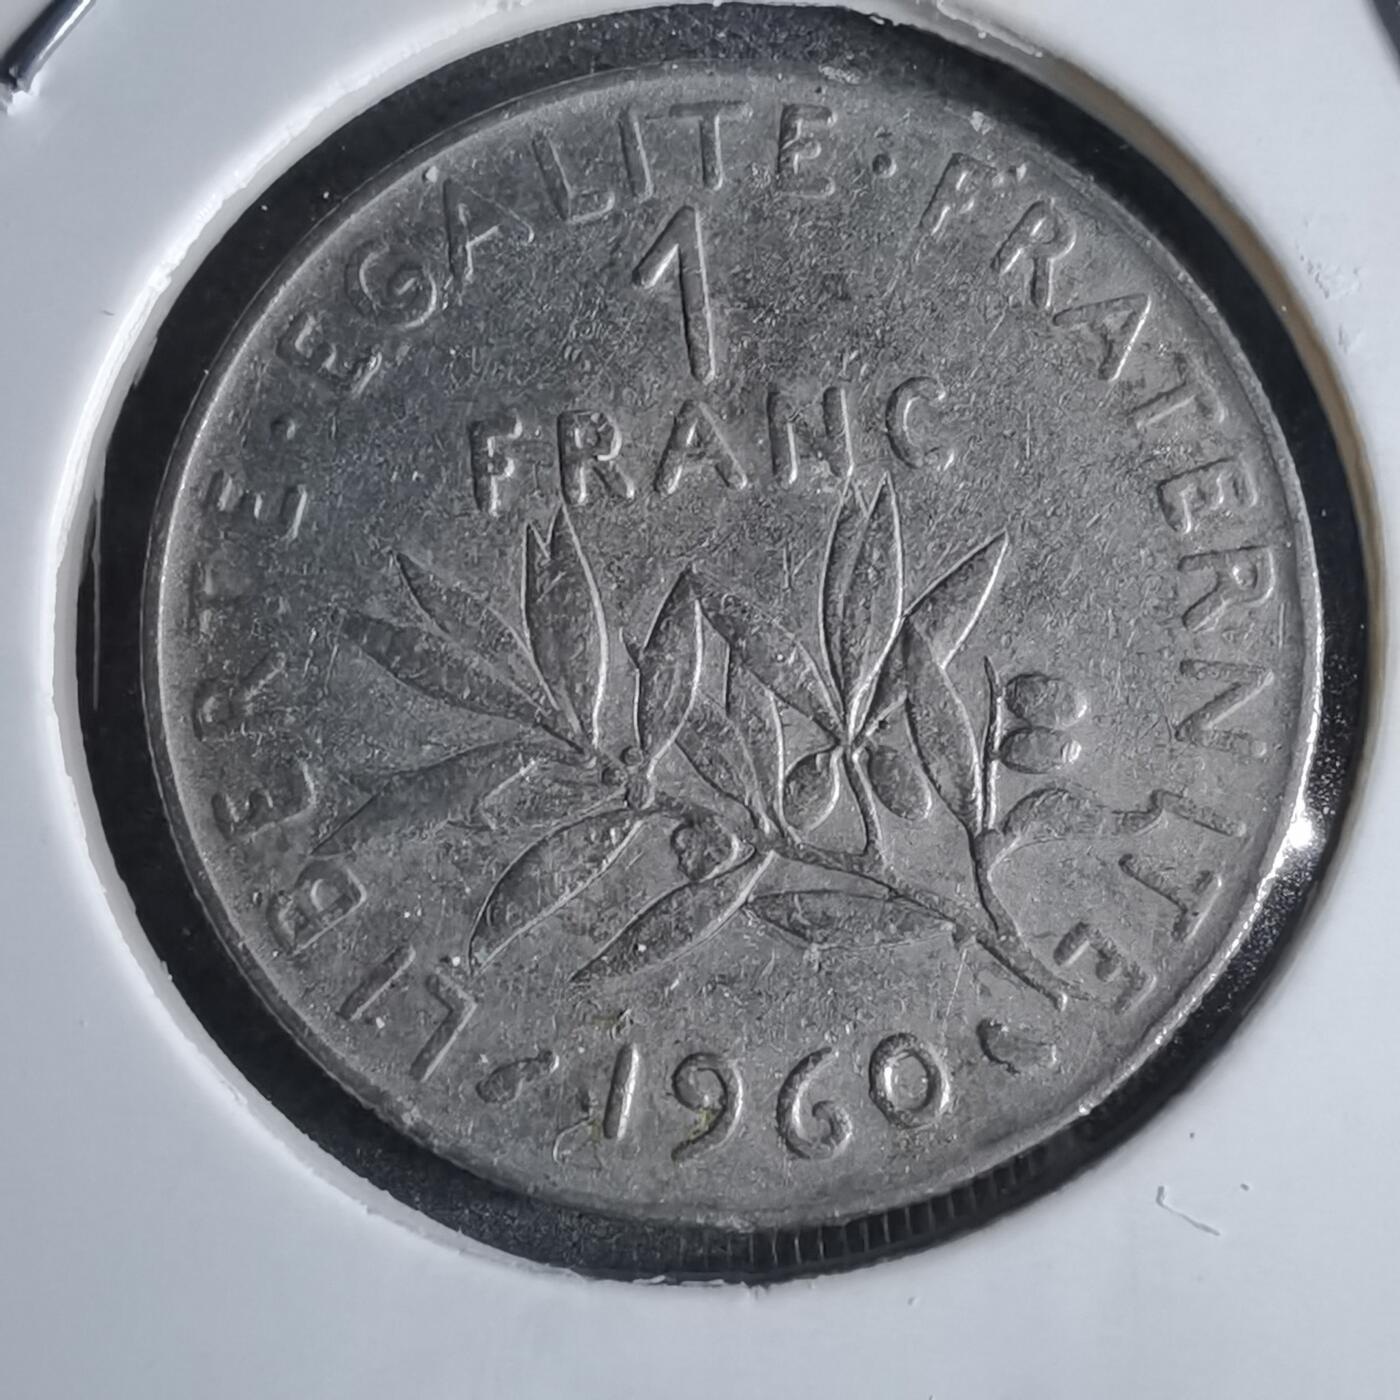 LIBERTE · EGALITE · FRATERNITE
1
FRANC
1960